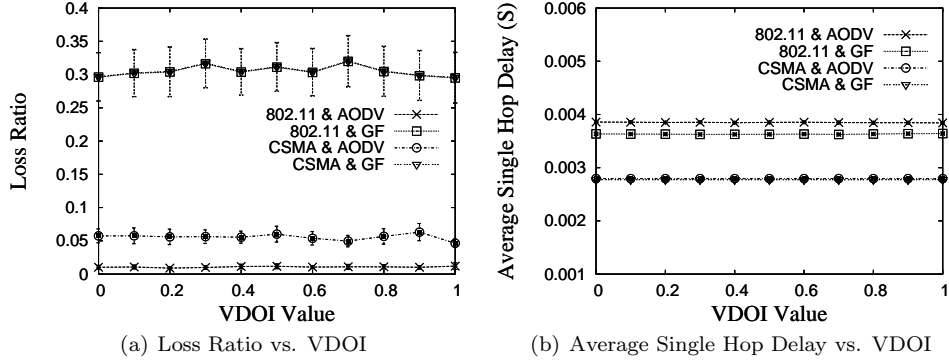 0.4
0.35
0.3
0.25
0.2
0.15
0.1
0.05
0
Loss Ratio
802.11 & AODV
802.11 & GF
CSMA & AODV
CSMA & GF
0 0.2 0.4 0.6 0.8 1
VDOI Value
(a) Loss Ratio vs. VDOI
0.006
0.005
0.004
0.003
0.002
0.001
Average Single Hop Delay (S)
802.11 & AODV
802.11 & GF
CSMA & AODV
CSMA & GF
0 0.2 0.4 0.6 0.8 1
VDOI Value
(b) Average Single Hop Delay vs. VDOI